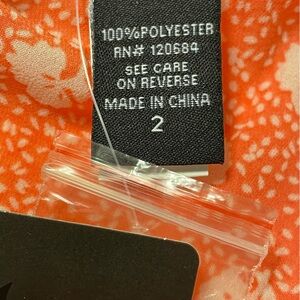 100%POLYESTER
RN# 120684
SEE CARE
ON REVERSE
MADE IN CHINA
2